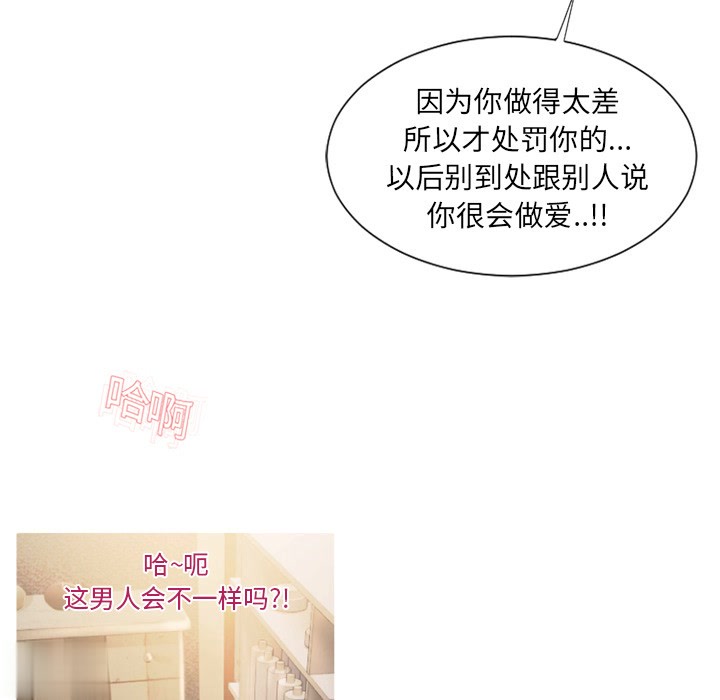 因为你做得太差
所以才处罚你的...
以后别到处跟别人说
你很会做爱..!!
哈啊
哈~呃
这男人会不一样吗?!